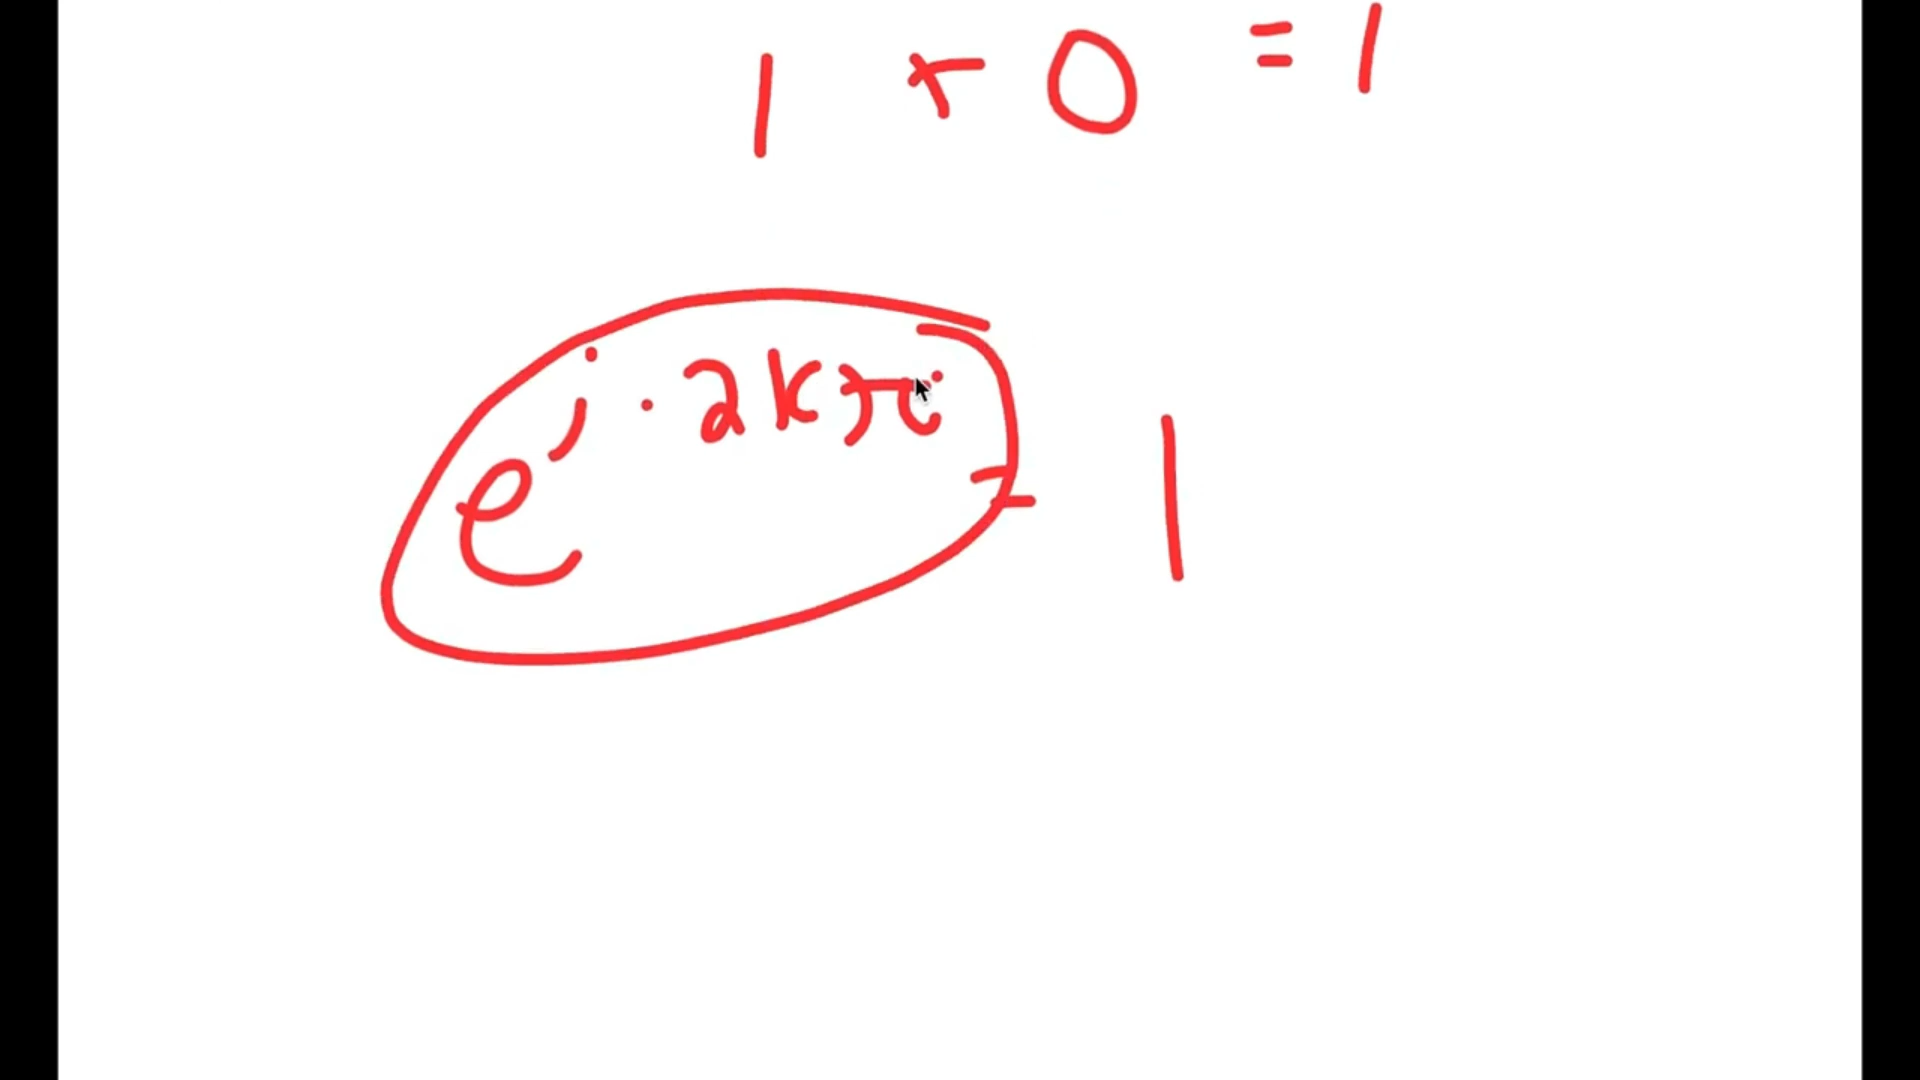 1 + 0 = 1
e^{i · 2kπ} = 1